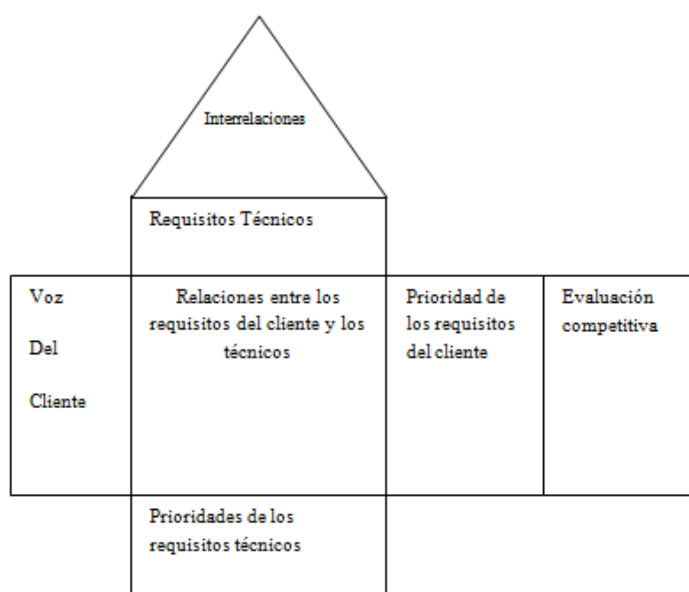 Interrelaciones
Requisitos Técnicos
Voz
Del
Cliente
Relaciones entre los
requisitos del cliente y los
técnicos
Prioridad de
los requisitos
del cliente
Evaluación
competitiva
Prioridades de los
requisitos técnicos